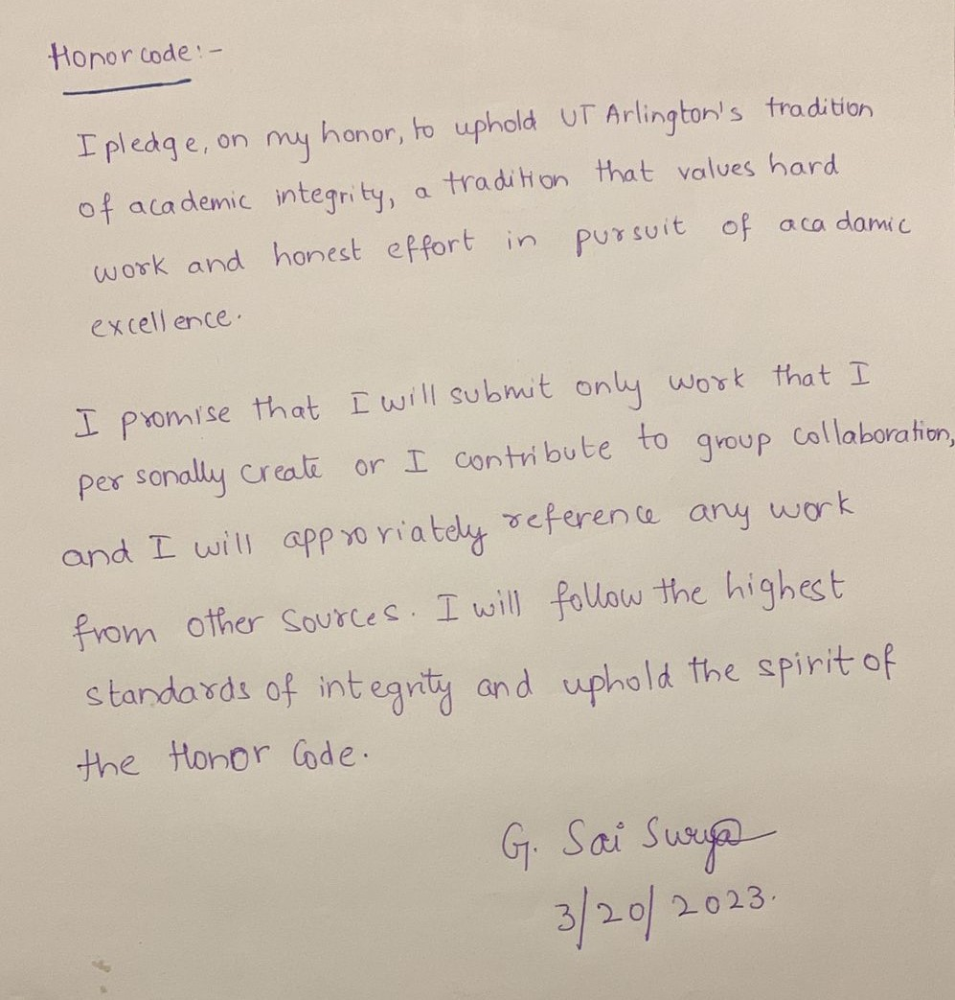 Honor code:-
I pledge, on my honor, to uphold UT Arlington's tradition
of academic integrity, a tradition that values hard
work and honest effort in pursuit of acadamic
excellence.
I promise that I will submit only work that I
personally create or I contribute to group collaboration,
and I will approriately reference any work
from other sources. I will follow the highest
standards of integrity and uphold the spirit of
the Honor Code.
G. Sai Surya
3/20/2023.